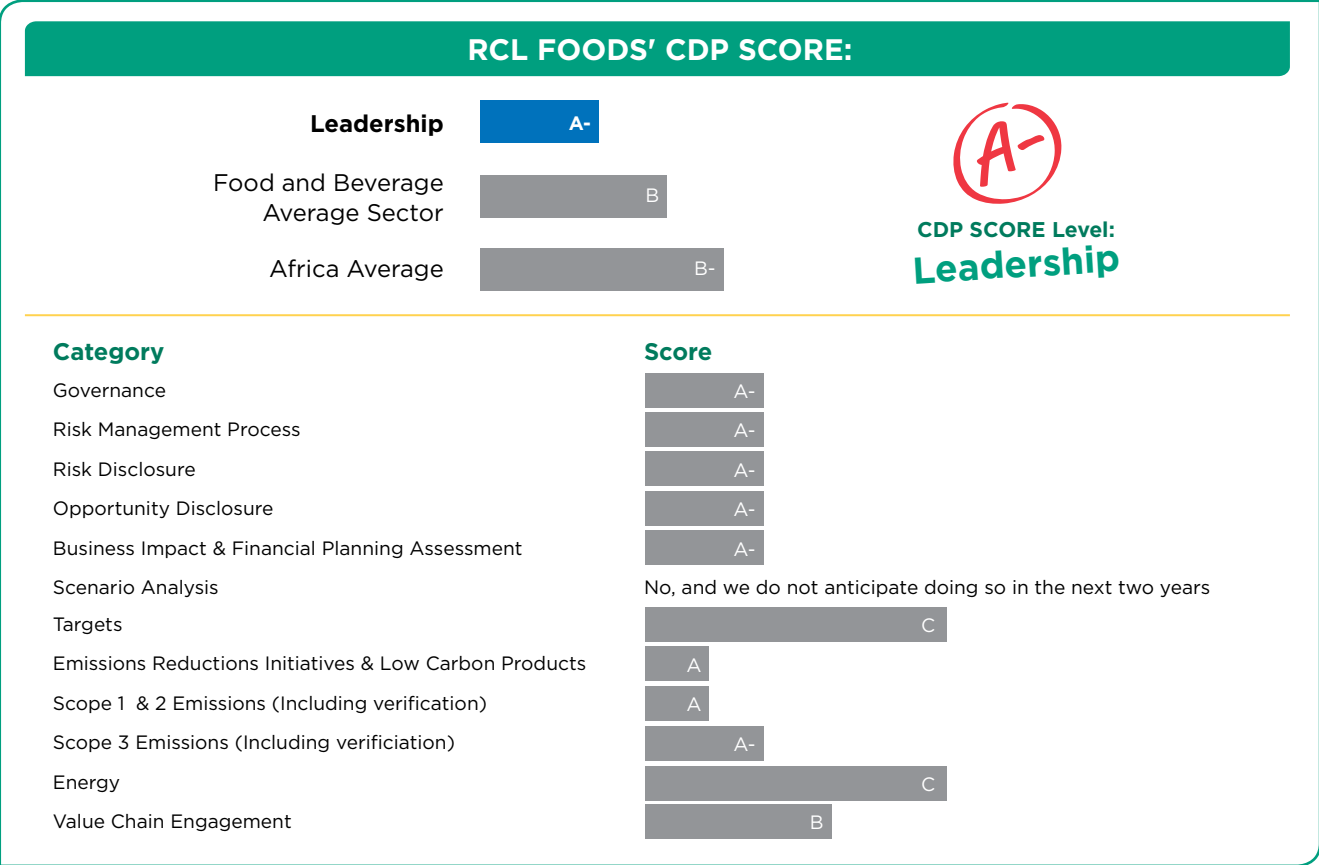 RCL FOODS' CDP SCORE:
Leadership
A-
Food and Beverage
Average Sector
B
Africa Average
B-
A-
CDP SCORE Level:
Leadership
Category Score
Governance A-
Risk Management Process A-
Risk Disclosure A-
Opportunity Disclosure A-
Business Impact & Financial Planning Assessment A-
Scenario Analysis No, and we do not anticipate doing so in the next two years
Targets C
Emissions Reductions Initiatives & Low Carbon Products A
Scope 1 & 2 Emissions (Including verification) A
Scope 3 Emissions (Including verificiation) A-
Energy C
Value Chain Engagement B